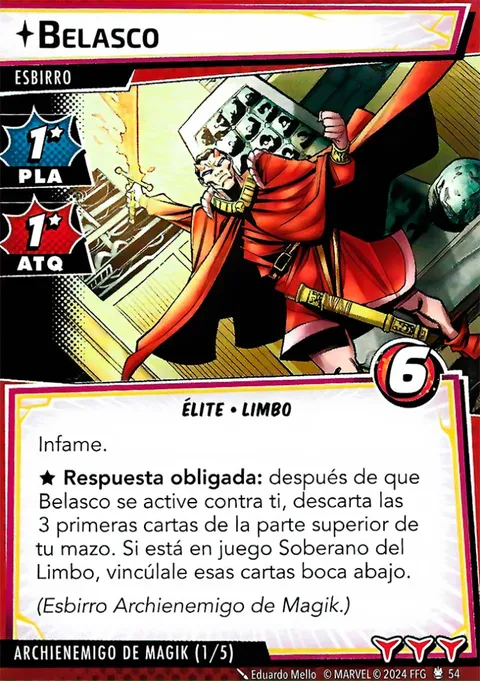 BELASCO
ESBIRRO
1
PLA
1
ATQ
6
ÉLITE • LIMBO
Infame.
★ Respuesta obligada: después de que
Belasco se active contra ti, descarta las
3 primeras cartas de la parte superior de
tu mazo. Si está en juego Soberano del
Limbo, vincúlale esas cartas boca abajo.
(Esbirro Archienemigo de Magik.)
ARCHIENEMIGO DE MAGIK (1/5)
Eduardo Mello © MARVEL © 2024 FFG 54